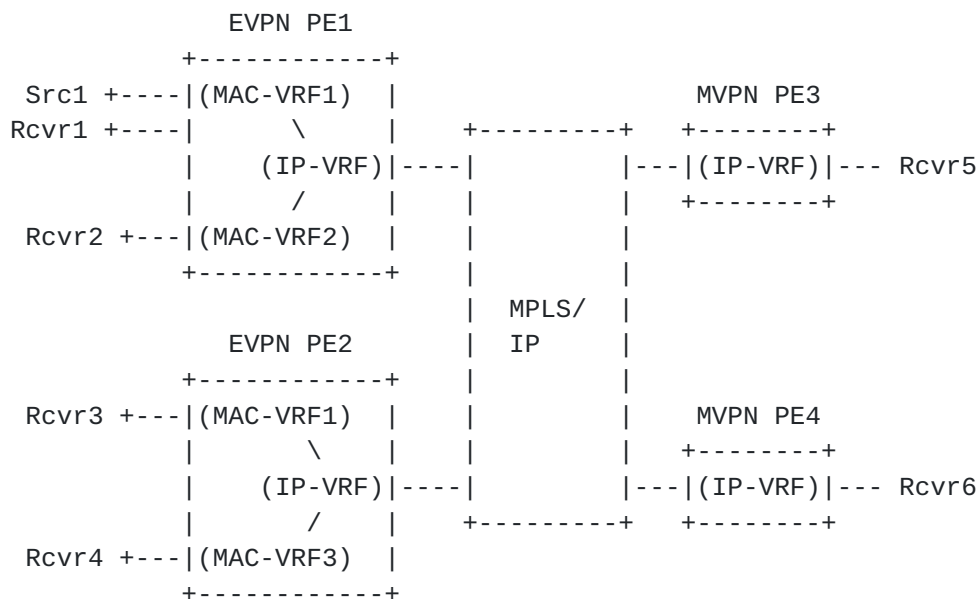 EVPN PE1
+------------+
Src1 +----|(MAC-VRF1)  |                   MVPN PE3
Rcvr1 +----|      \     |    +---------+   +--------+
|    (IP-VRF)|----|         |---|(IP-VRF)|--- Rcvr5
|      /     |    |         |   +--------+
Rcvr2 +---|(MAC-VRF2)  |    |         |
+------------+    |         |
|  MPLS/  |
EVPN PE2       |  IP     |
+------------+    |         |
Rcvr3 +---|(MAC-VRF1)  |    |         |    MVPN PE4
|       \    |    |         |   +--------+
|    (IP-VRF)|----|         |---|(IP-VRF)|--- Rcvr6
|       /    |    +---------+   +--------+
Rcvr4 +---|(MAC-VRF3)  |
+------------+